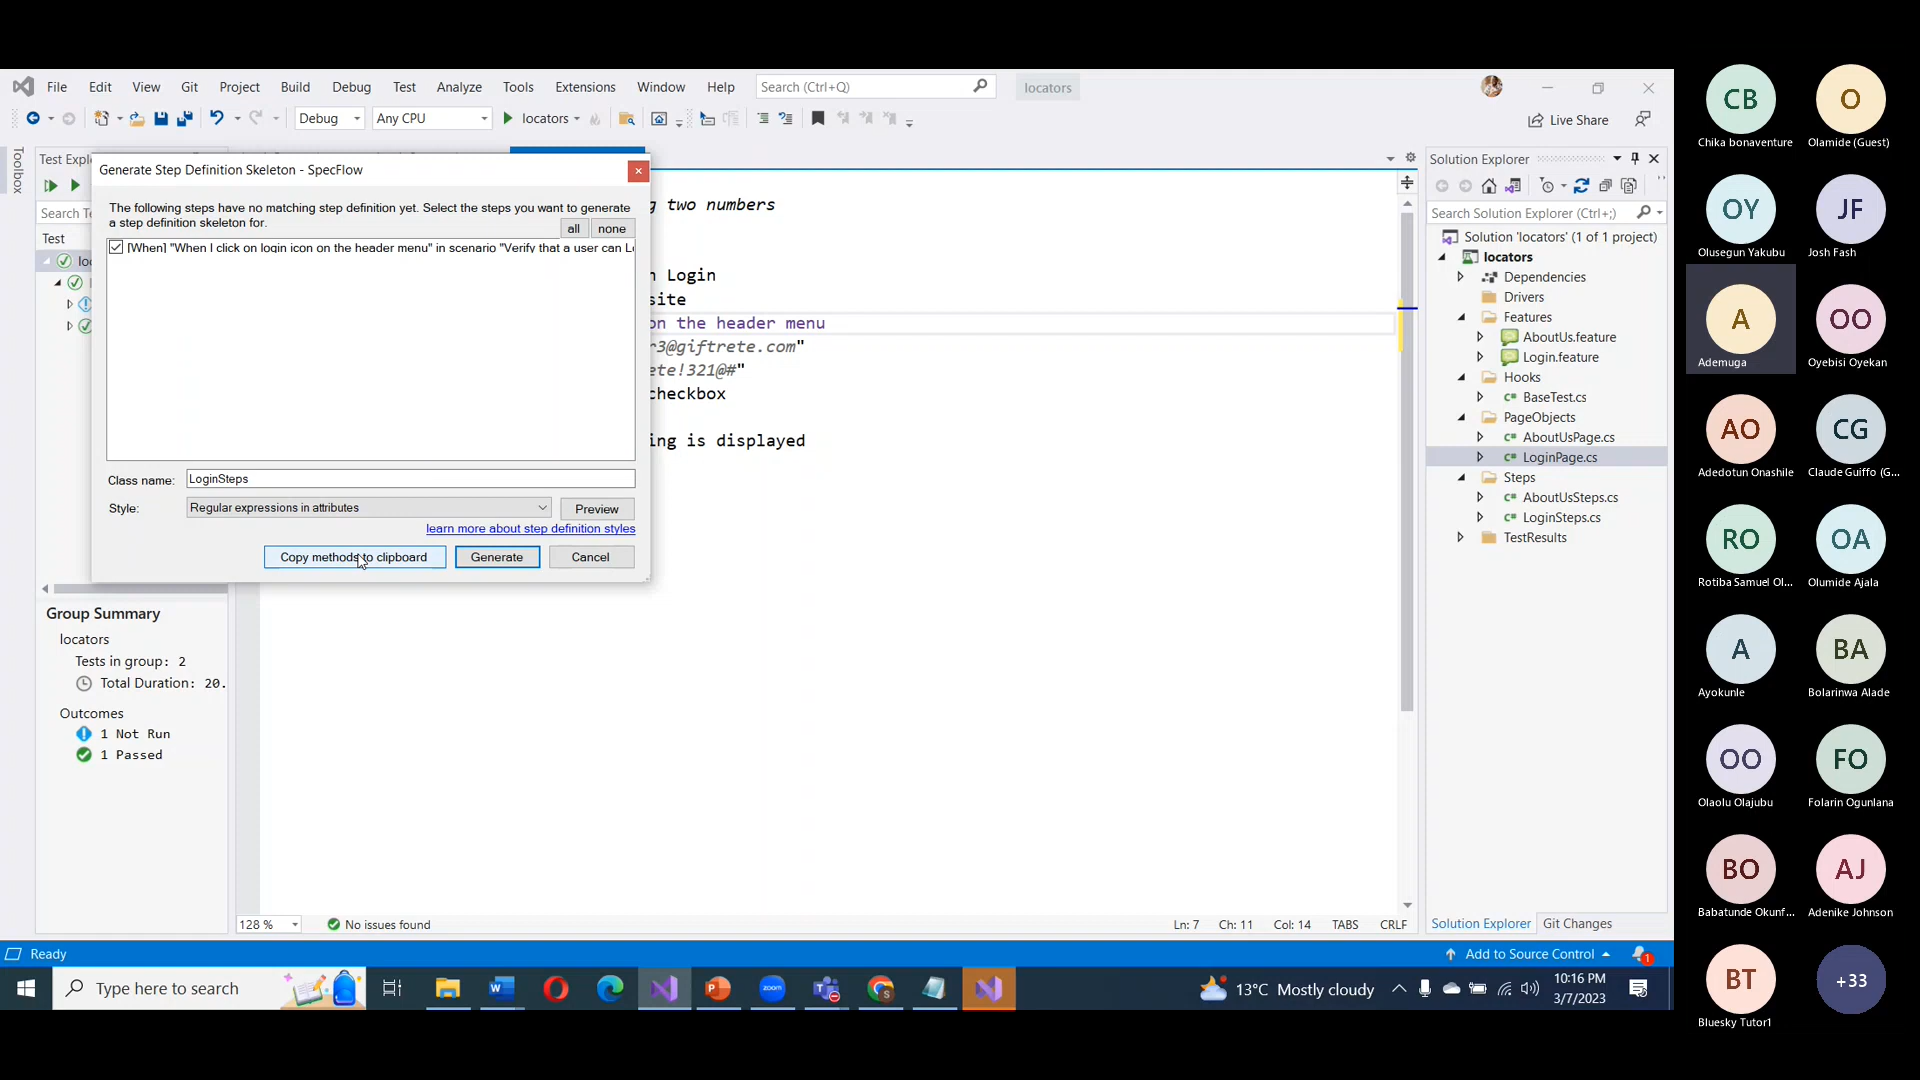 File Edit View Git Project Build Debug Test Analyze Tools Extensions Window Help Search (Ctrl+Q) locators
Debug Any CPU locators Live Share
Toolbox
Test Expl
Search Te
Test
loc
Generate Step Definition Skeleton - SpecFlow
The following steps have no matching step definition yet. Select the steps you want to generate
a step definition skeleton for.
all none
[When] "When I click on login icon on the header menu" in scenario "Verify that a user can Lo
Class name: LoginSteps
Style: Regular expressions in attributes Preview
learn more about step definition styles
Copy methods to clipboard Generate Cancel
g two numbers
n Login
site
on the header menu
r3@giftrete.com"
ete!321@#"
checkbox
ing is displayed
Group Summary
locators
Tests in group: 2
Total Duration: 20.
Outcomes
1 Not Run
1 Passed
128 % No issues found Ln: 7 Ch: 11 Col: 14 TABS CRLF
Solution Explorer
Search Solution Explorer (Ctrl+;)
Solution 'locators' (1 of 1 project)
locators
Dependencies
Drivers
Features
AboutUs.feature
Login.feature
Hooks
BaseTest.cs
PageObjects
AboutUsPage.cs
LoginPage.cs
Steps
AboutUsSteps.cs
LoginSteps.cs
TestResults
Solution Explorer Git Changes
Ready Add to Source Control 1
Type here to search zoom 13°C Mostly cloudy 10:16 PM
3/7/2023
CB O
Chika bonaventure Olamide (Guest)
OY JF
Olusegun Yakubu Josh Fash
A OO
Ademuga Oyebisi Oyekan
AO CG
Adedotun Onashile Claude Guiffo (G...
RO OA
Rotiba Samuel Ol... Olumide Ajala
A BA
Ayokunle Bolarinwa Alade
OO FO
Olaolu Olajubu Folarin Ogunlana
BO AJ
Babatunde Okunf... Adenike Johnson
BT +33
Bluesky Tutor1